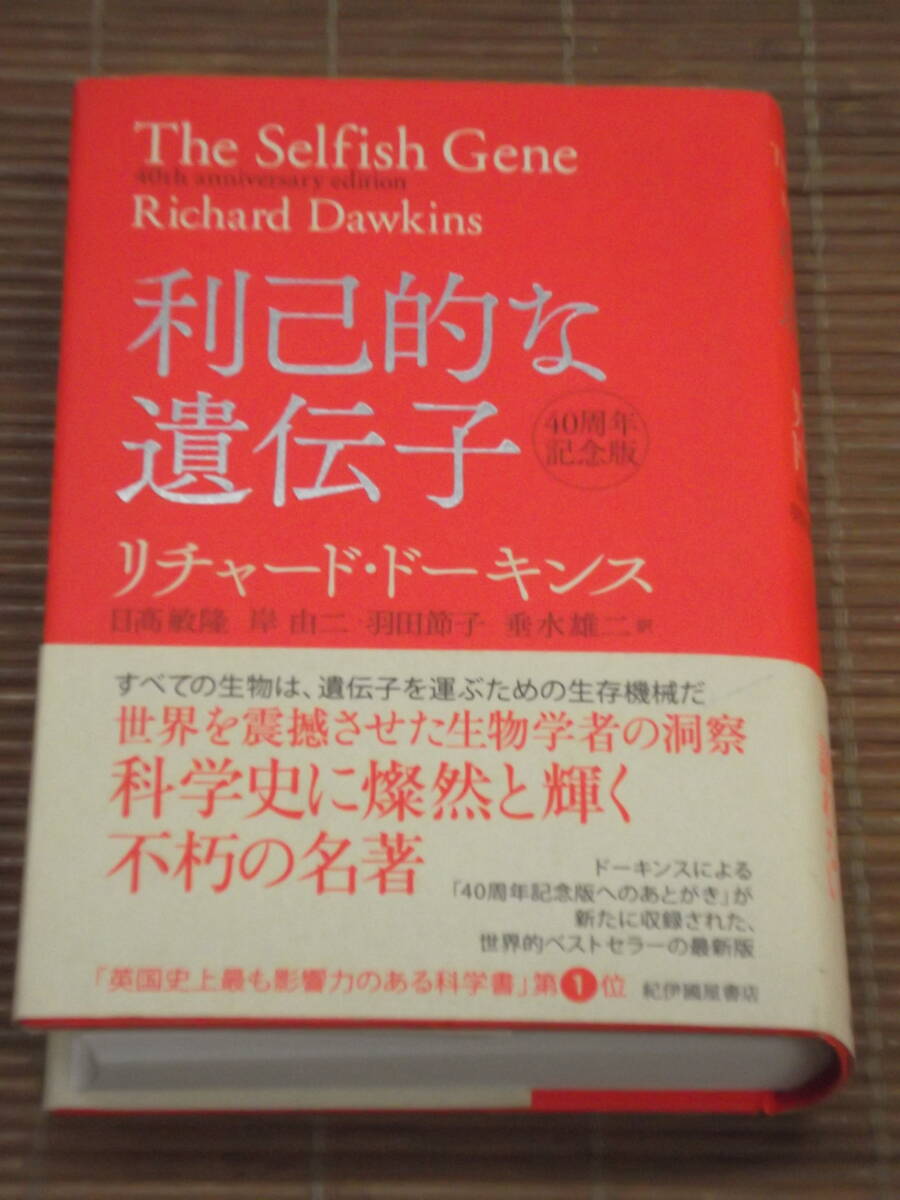 The Selfish Gene
40th anniversary edition
Richard Dawkins
利己的な
遺伝子
40周年
記念版
リチャード・ドーキンス
日髙敏隆 岸 由二 羽田節子 垂水雄二 訳
すべての生物は、遺伝子を運ぶための生存機械だ
世界を震撼させた生物学者の洞察
科学史に燦然と輝く
不朽の名著
ドーキンスによる
「40周年記念版へのあとがき」が
新たに収録された、
世界的ベストセラーの最新版
「英国史上最も影響力のある科学書」第1位
紀伊國屋書店